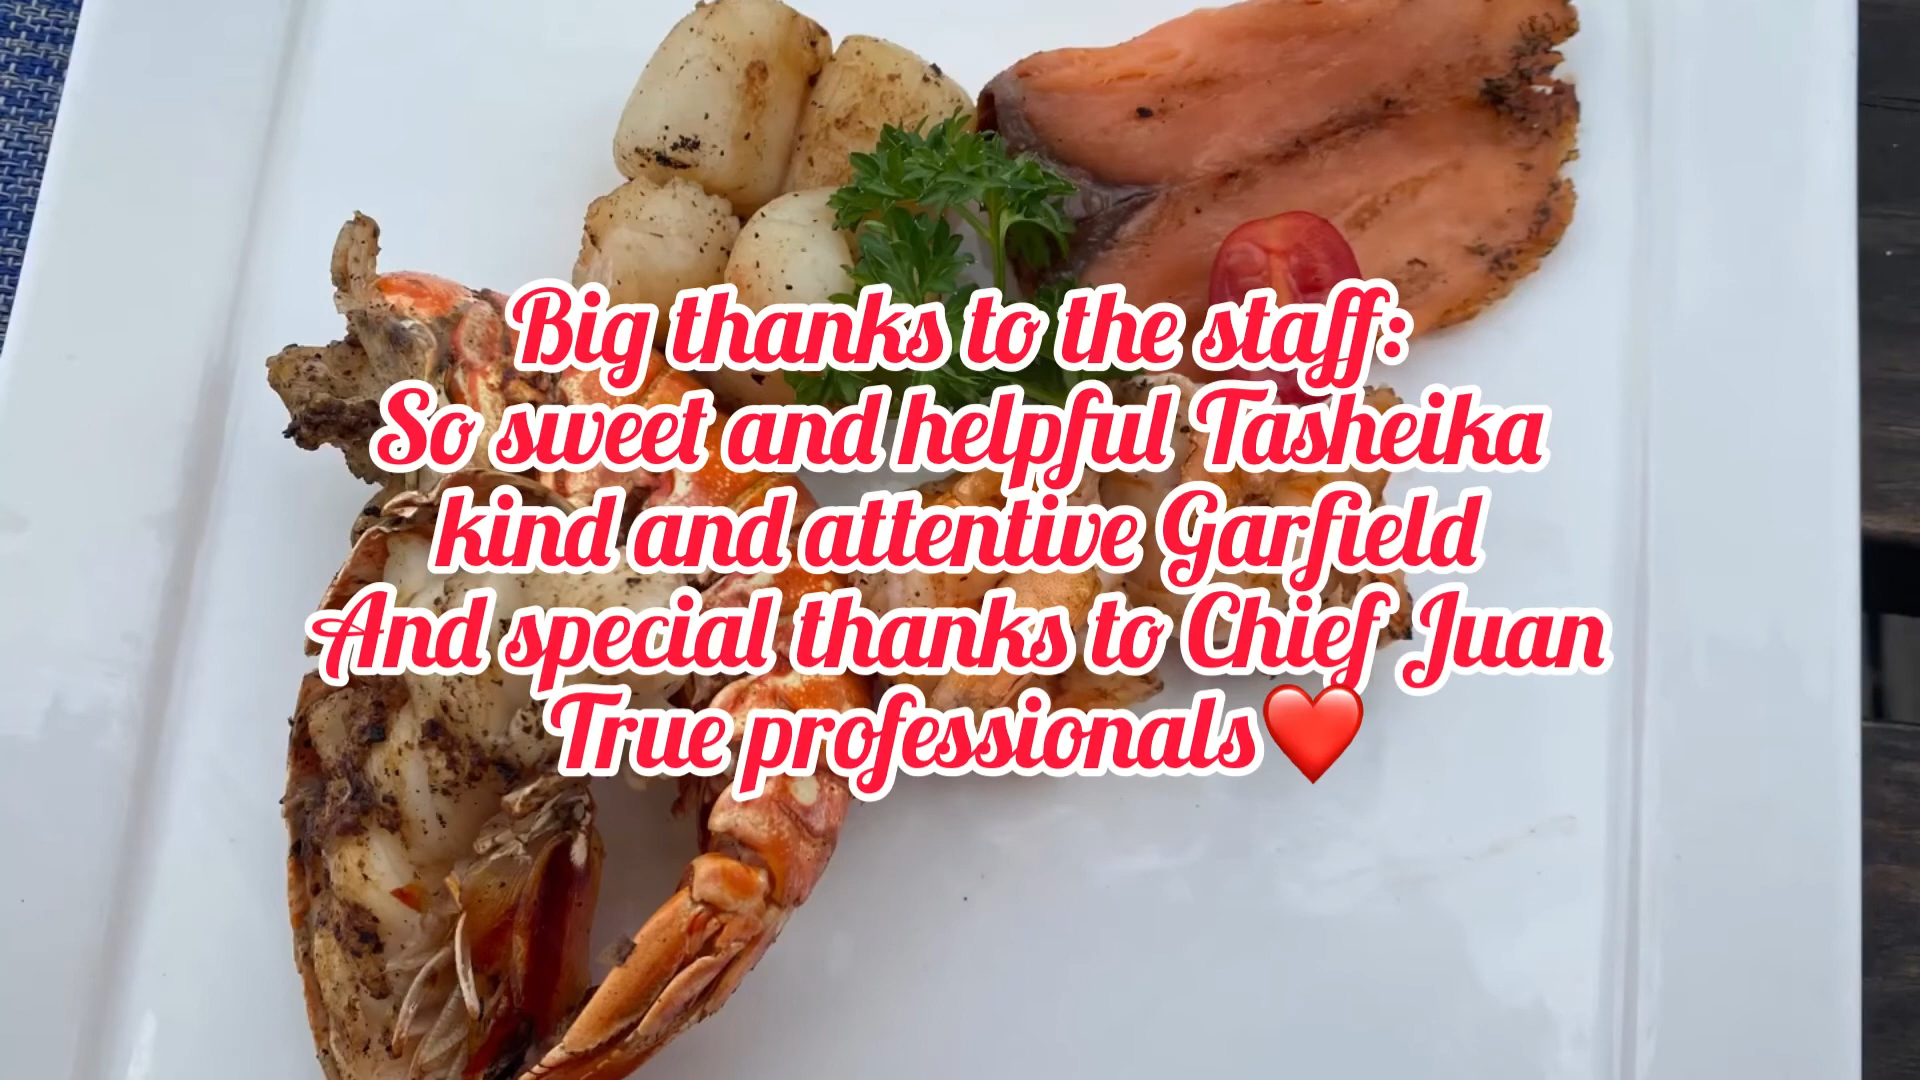 Big thanks to the staff:
So sweet and helpful Tasheika
kind and attentive Garfield
And special thanks to Chief Juan
True professionals❤️